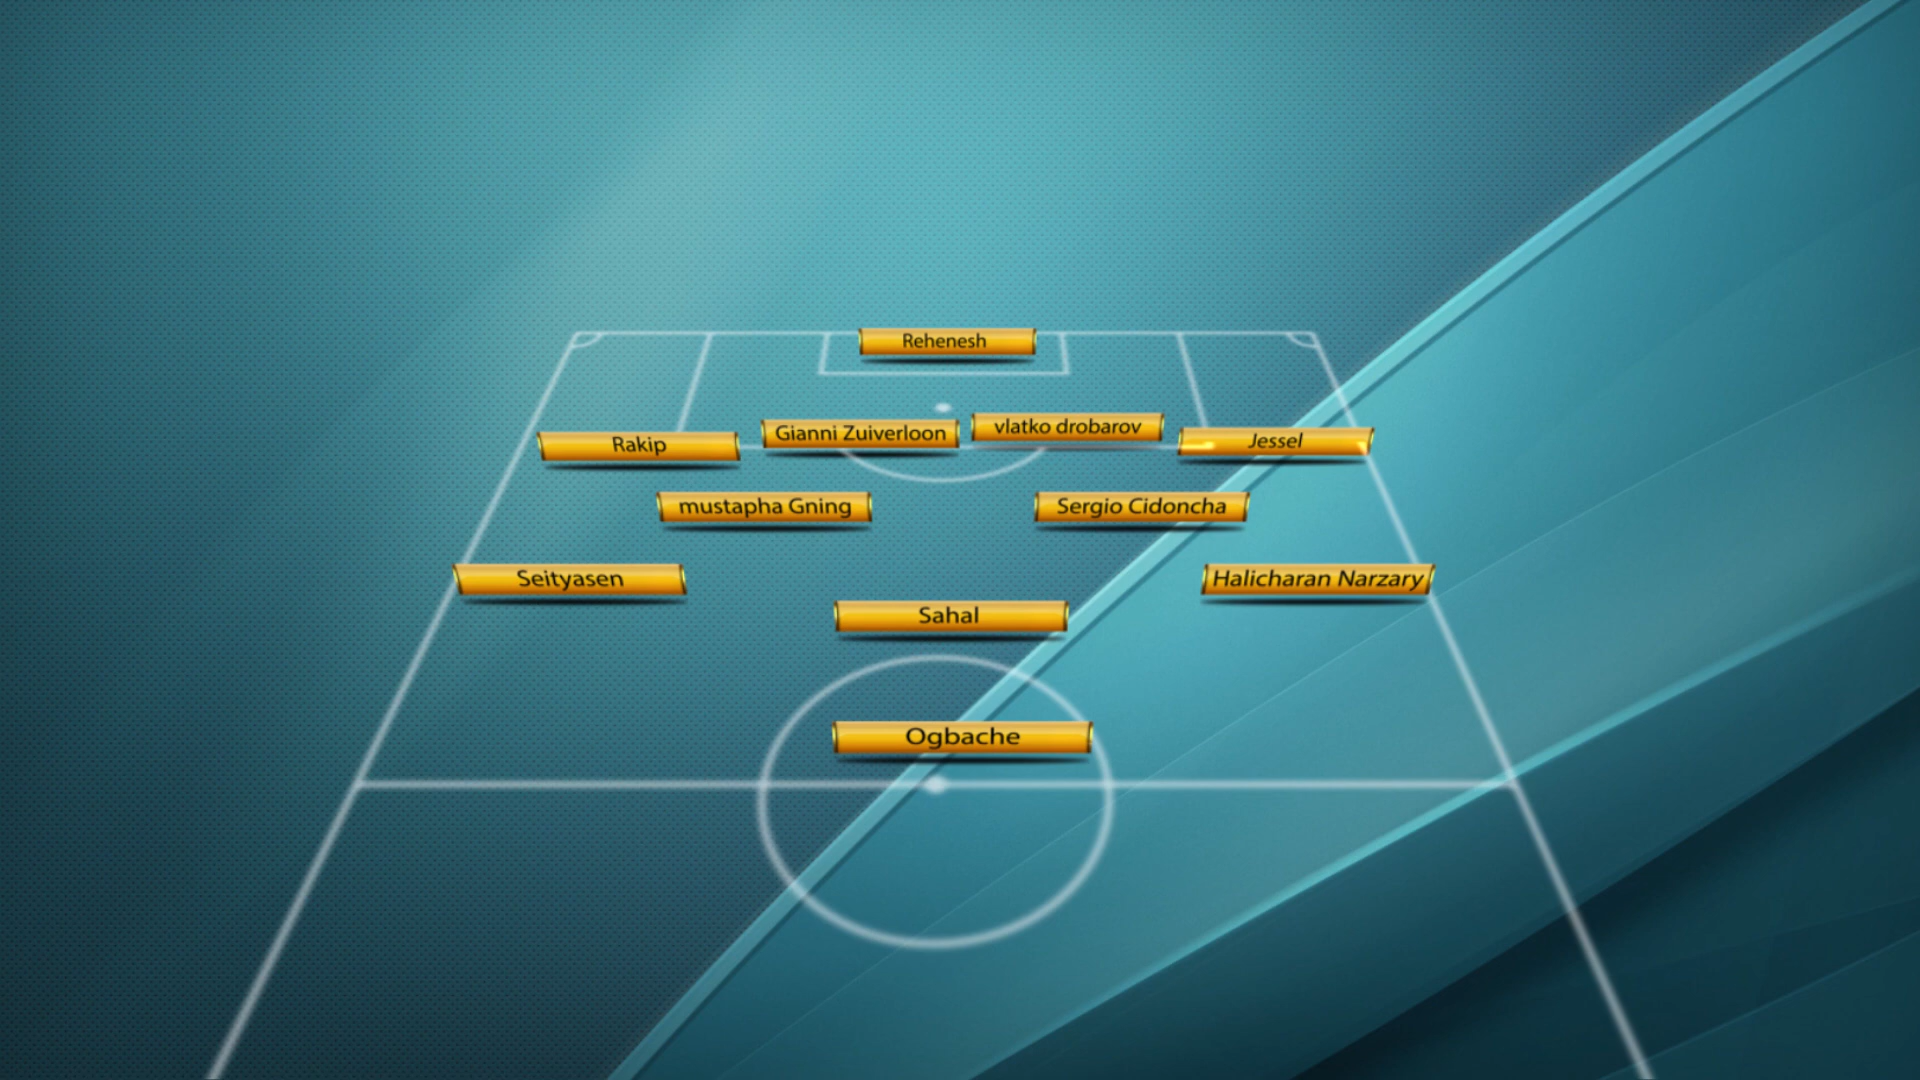 Rehenesh
Rakip
Gianni Zuiverloon
vlatko drobarov
Jessel
mustapha Gning
Sergio Cidoncha
Seityasen
Halicharan Narzary
Sahal
Ogbache